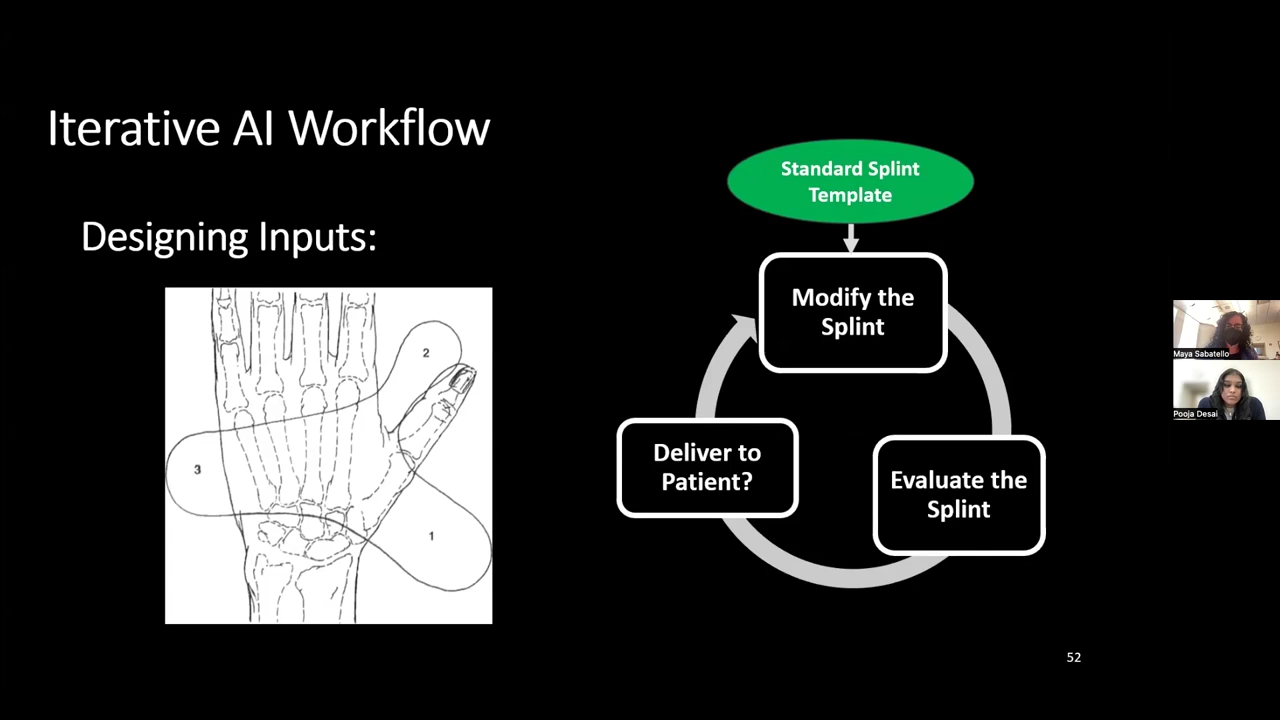 Iterative AI Workflow
Designing Inputs:
2
3
1
Standard Splint
Template
Modify the
Splint
Evaluate the
Splint
Deliver to
Patient?
Maya Sabatello
Pooja Desai
52